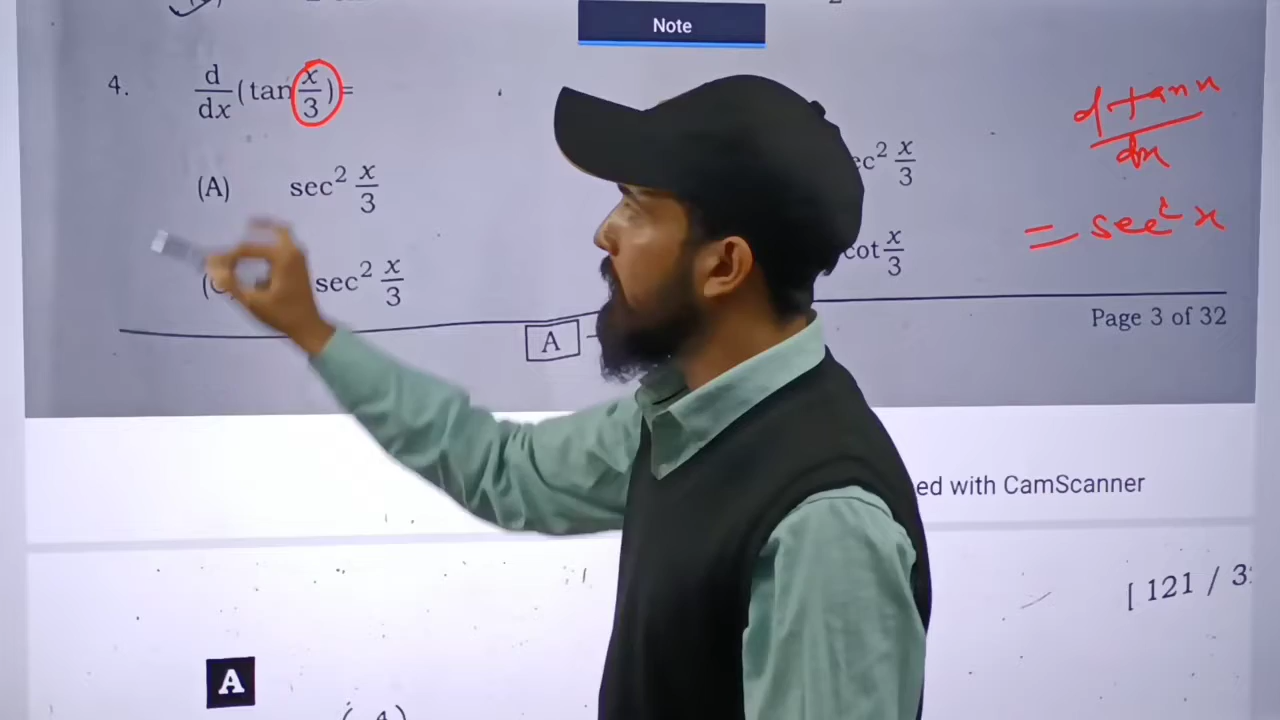 Note
4. d/dx (tan x/3) =
(A) sec² x/3
ec² x/3
(C) sec² x/3
cot x/3
A
Page 3 of 32
d tan x / dx
= sec² x
ed with CamScanner
[ 121 / 3
A